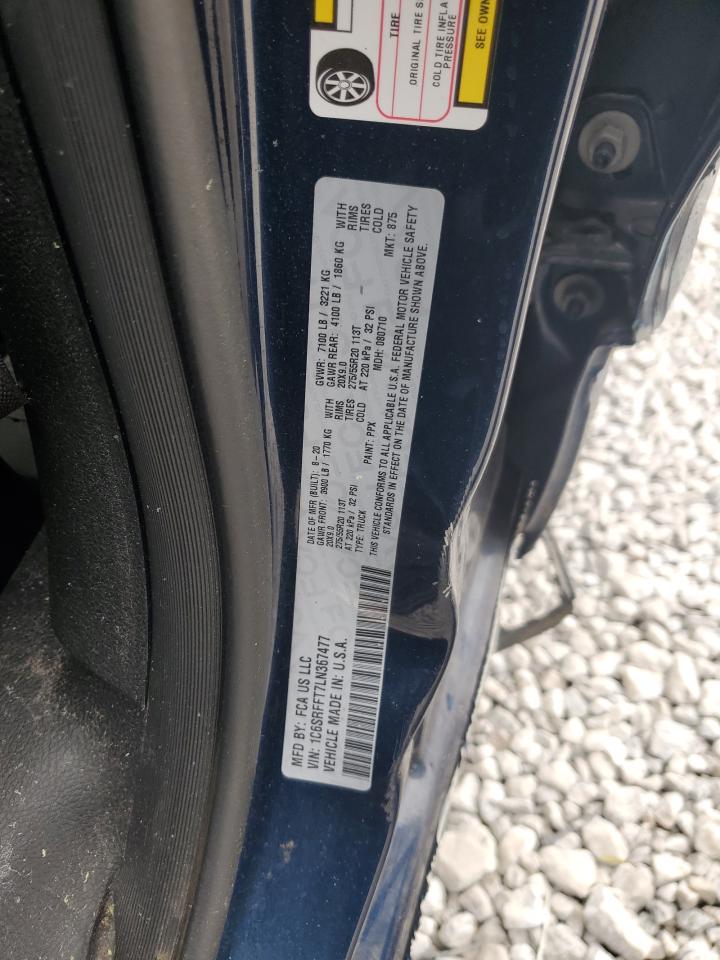 TIRE
ORIGINAL TIRE S
COLD TIRE INFLA
PRESSURE
SEE OWN
MFD BY: FCA US LLC
VIN: 1C6SRFFT7LN367477
VEHICLE MADE IN: U.S.A.
DATE OF MFR (BUILT): 8-20 GVWR: 7100 LB / 3221 KG
GAWR FRONT: 3900 LB / 1770 KG WITH GAWR REAR: 4100 LB / 1860 KG WITH
20X9.0 RIMS 20X9.0 RIMS
275/55R20 113T TIRES 275/55R20 113T TIRES
AT 220 kPa / 32 PSI COLD AT 220 kPa / 32 PSI COLD
TYPE: TRUCK PAINT: PPX MDH: 080710 MKT: 875
THIS VEHICLE CONFORMS TO ALL APPLICABLE U.S.A. FEDERAL MOTOR VEHICLE SAFETY
STANDARDS IN EFFECT ON THE DATE OF MANUFACTURE SHOWN ABOVE.